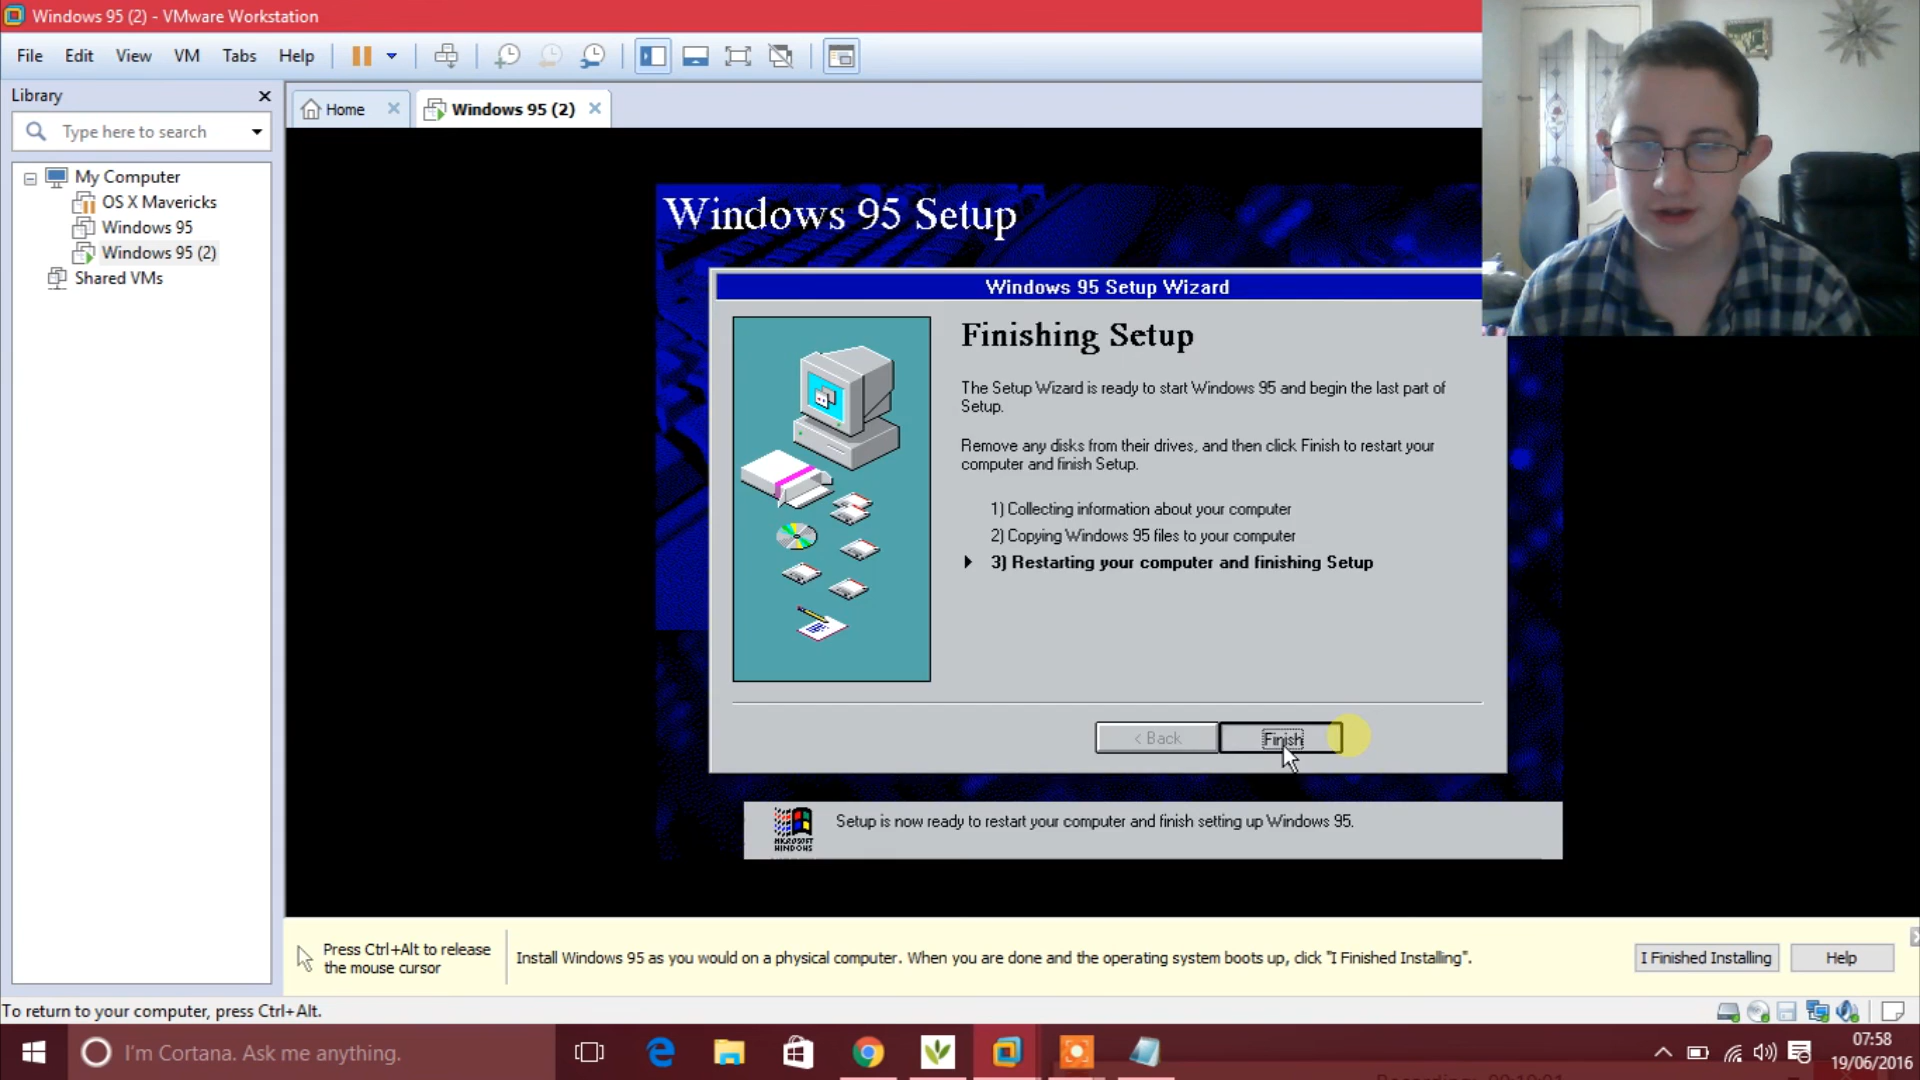 Windows 95 (2) - VMware Workstation
File Edit View VM Tabs Help
Library
Type here to search
My Computer
OS X Mavericks
Windows 95
Windows 95 (2)
Shared VMs
Home
Windows 95 (2)
Windows 95 Setup
Windows 95 Setup Wizard
Finishing Setup
The Setup Wizard is ready to start Windows 95 and begin the last part of
Setup.
Remove any disks from their drives, and then click Finish to restart your
computer and finish Setup.
1) Collecting information about your computer
2) Copying Windows 95 files to your computer
3) Restarting your computer and finishing Setup
< Back
Finish
MICROSOFT
WINDOWS
Setup is now ready to restart your computer and finish setting up Windows 95.
Press Ctrl+Alt to release
the mouse cursor
Install Windows 95 as you would on a physical computer. When you are done and the operating system boots up, click "I Finished Installing".
I Finished Installing
Help
To return to your computer, press Ctrl+Alt.
I'm Cortana. Ask me anything.
07:58
19/06/2016